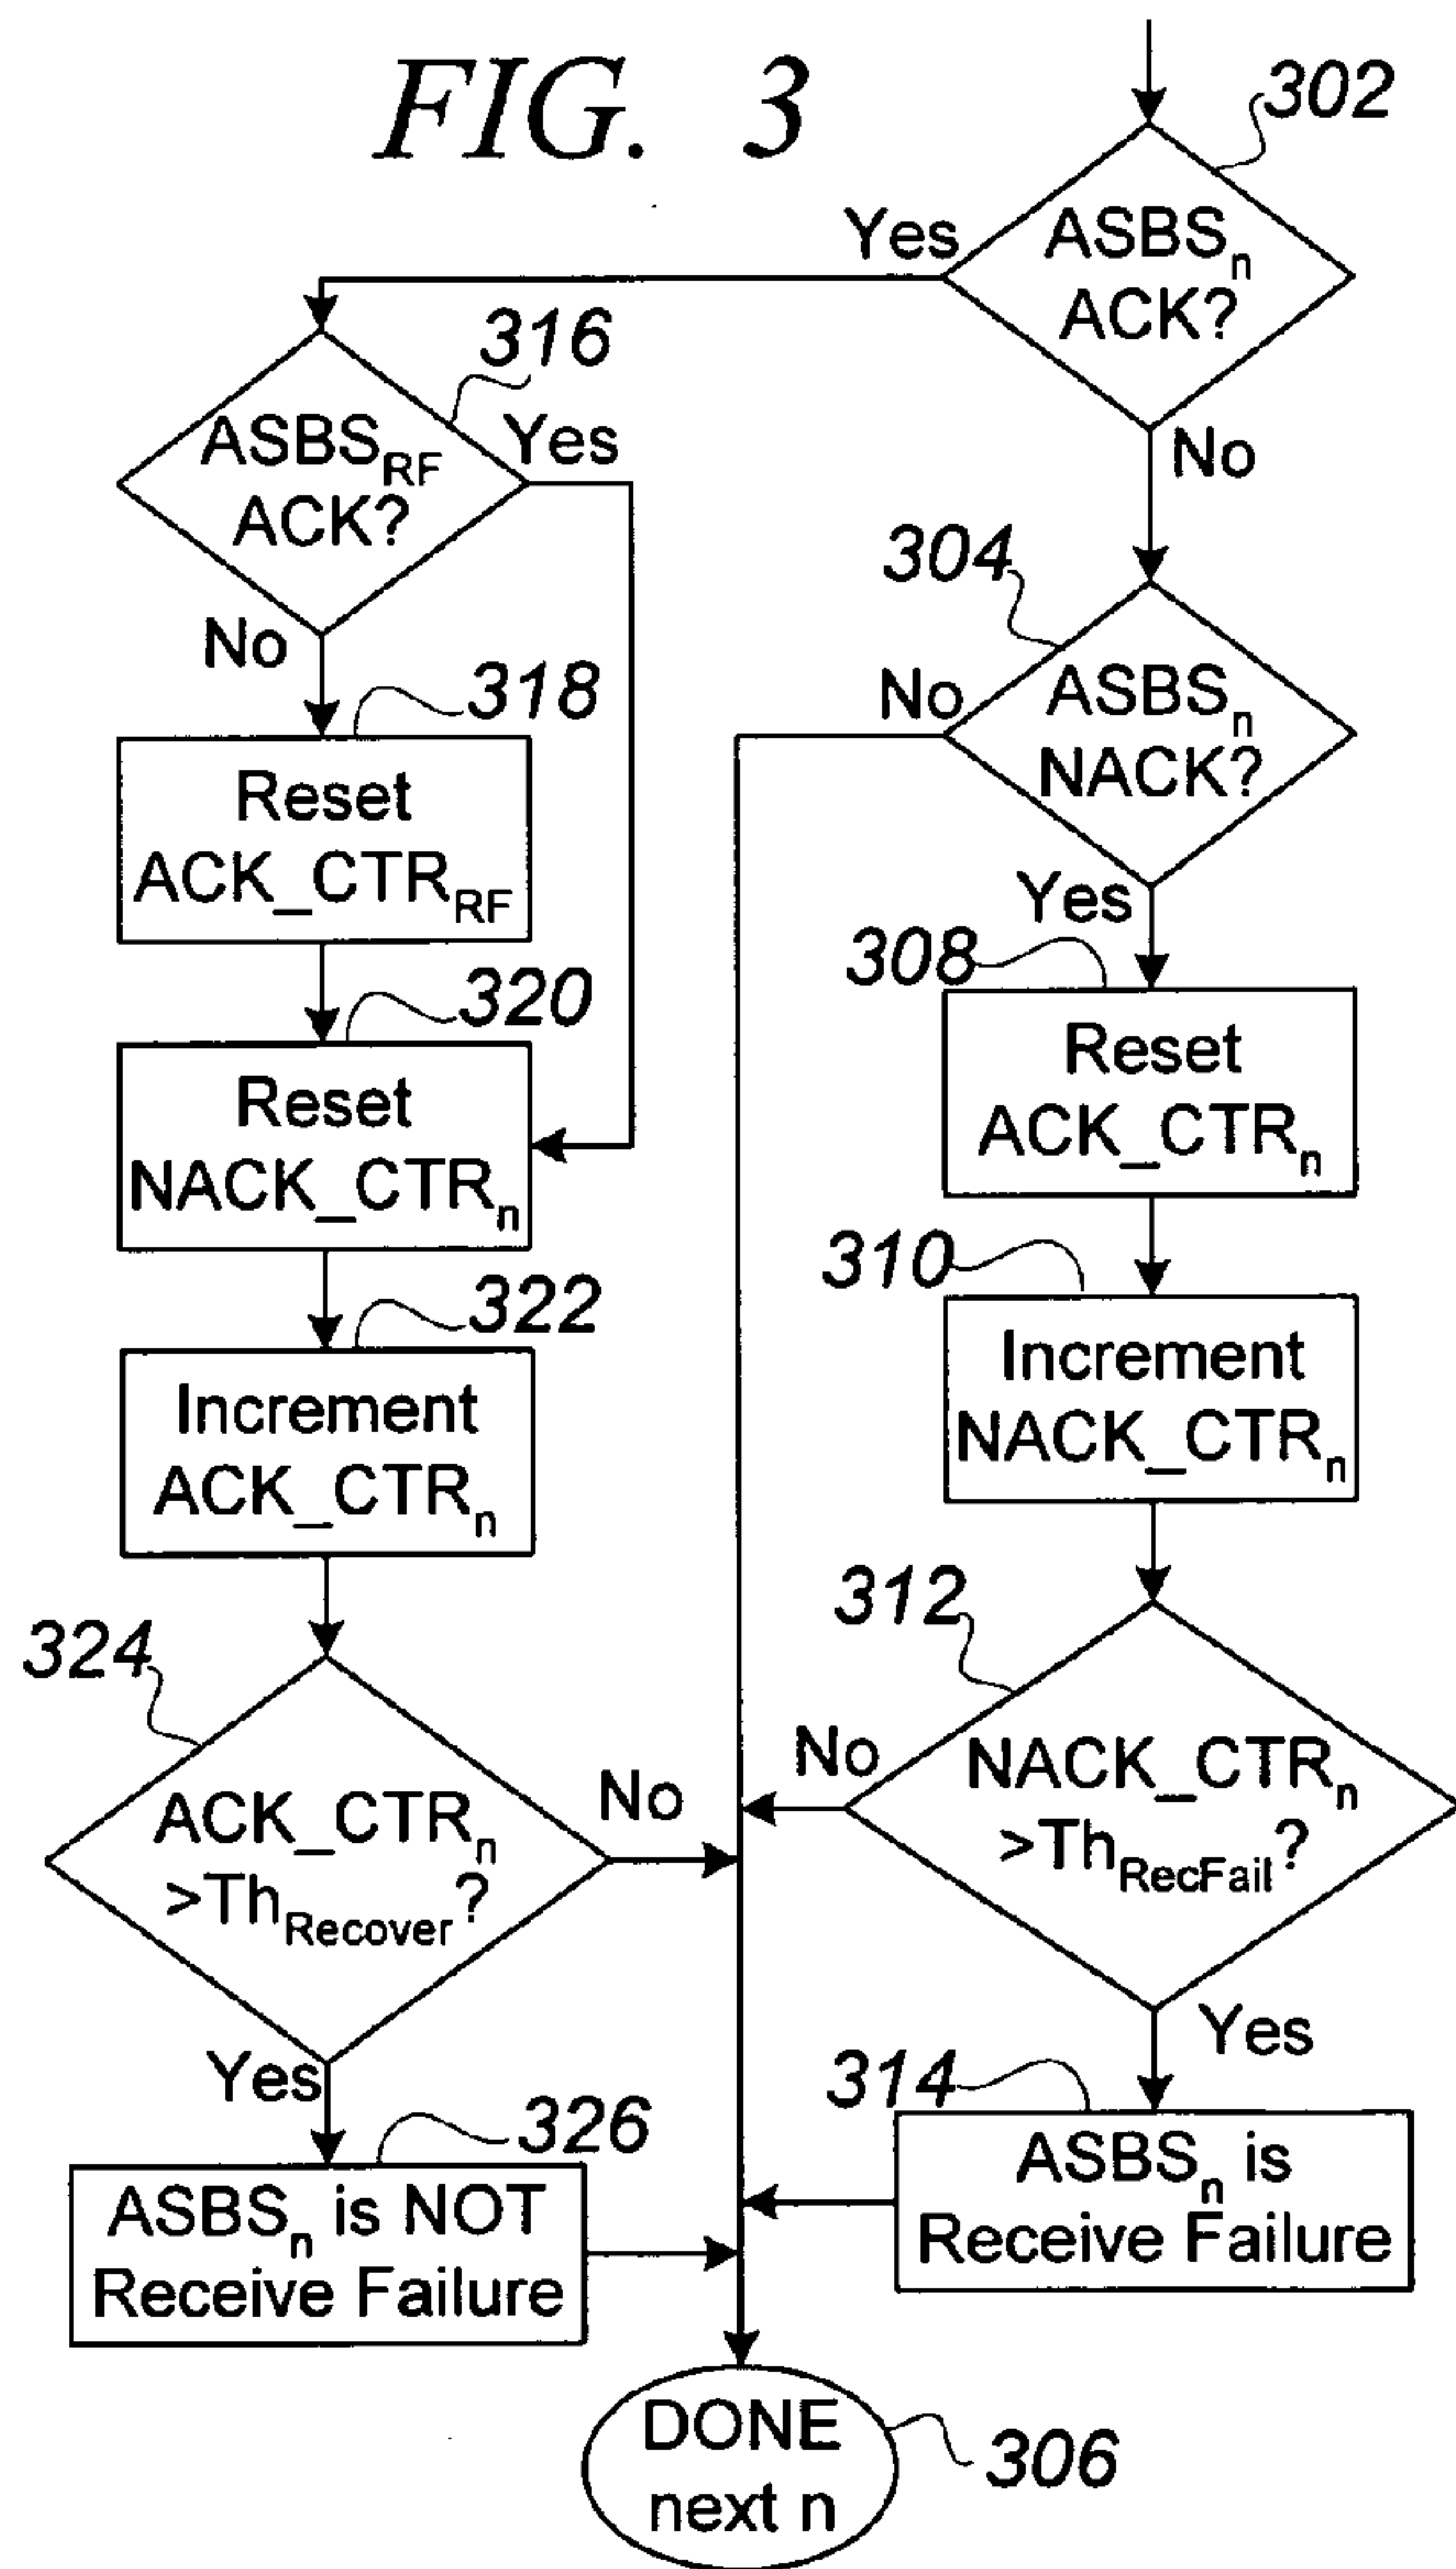 FIG. 3
302
ASBSn
ACK?
Yes
No
316
ASBSRF
ACK?
Yes
No
304
ASBSn
NACK?
No
Yes
318
Reset
ACK_CTRRF
308
Reset
ACK_CTRn
320
Reset
NACK_CTRn
310
Increment
NACK_CTRn
322
Increment
ACK_CTRn
312
NACK_CTRn
>ThRecFail?
No
Yes
324
ACK_CTRn
>ThRecover?
No
Yes
314
ASBSn is
Receive Failure
326
ASBSn is NOT
Receive Failure
DONE
next n
306